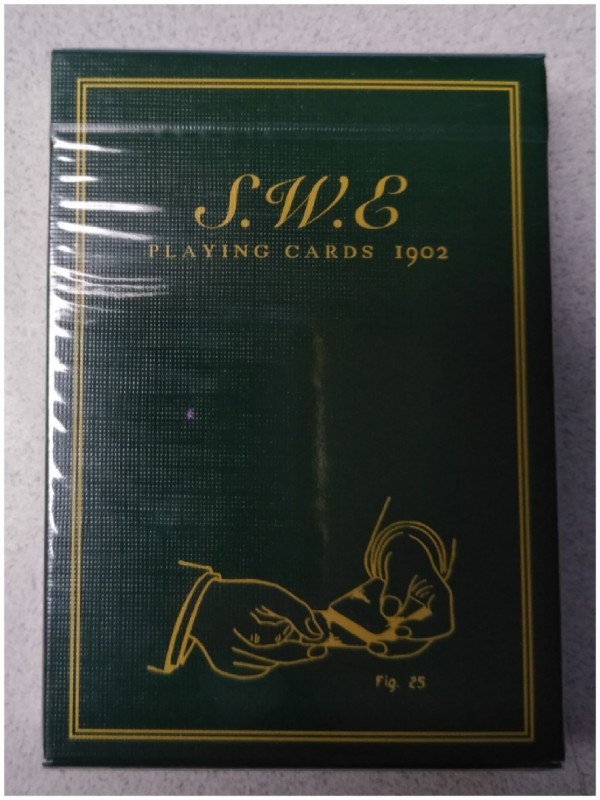 S.W.E
PLAYING CARDS 1902
Fig. 25